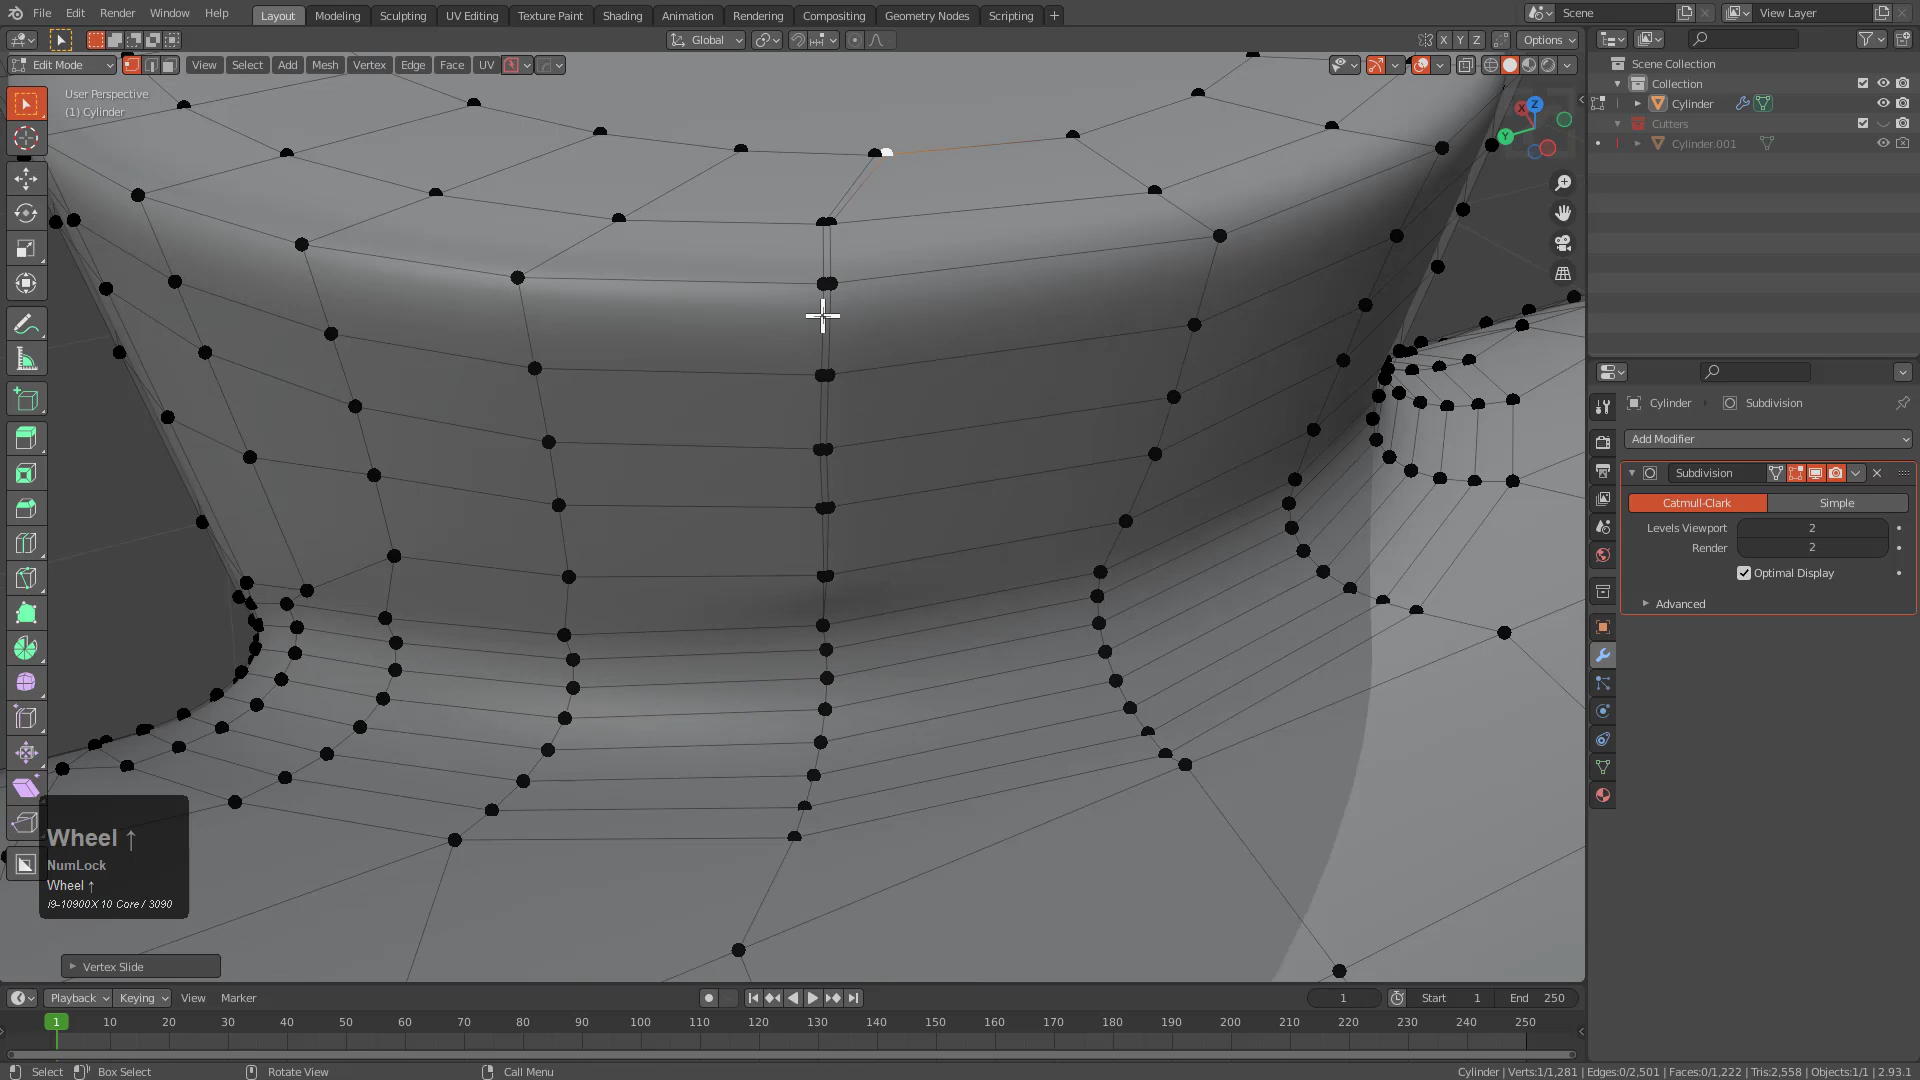 File Edit Render Window Help Layout Modeling Sculpting UV Editing Texture Paint Shading Animation Rendering Compositing Geometry Nodes Scripting + Scene View Layer
Global X Y Z Options
Edit Mode View Select Add Mesh Vertex Edge Face UV
User Perspective
(1) Cylinder
Z
X
Y
Scene Collection
Collection
Cylinder
Cutters
Cylinder.001
Cylinder Subdivision
Add Modifier
Subdivision
Catmull-Clark Simple
Levels Viewport 2
Render 2
Optimal Display
Advanced
Wheel ↑
NumLock
Wheel ↑
i9-10900X 10 Core / 3090
Vertex Slide
Playback Keying View Marker 1 Start 1 End 250
1 10 20 30 40 50 60 70 80 90 100 110 120 130 140 150 160 170 180 190 200 210 220 230 240 250
Select Box Select Rotate View Call Menu Cylinder | Verts:1/1,281 | Edges:0/2,501 | Faces:0/1,222 | Tris:2,558 | Objects:1/1 | 2.93.1